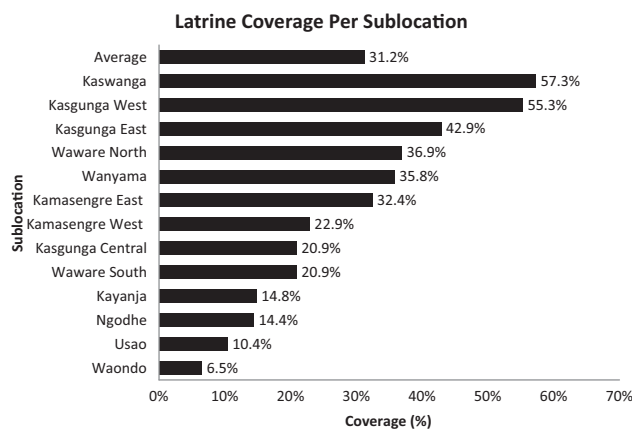 Latrine Coverage Per Sublocation
Sublocation
Average 31.2%
Kaswanga 57.3%
Kasgunga West 55.3%
Kasgunga East 42.9%
Waware North 36.9%
Wanyama 35.8%
Kamasengre East 32.4%
Kamasengre West 22.9%
Kasgunga Central 20.9%
Waware South 20.9%
Kayanja 14.8%
Ngodhe 14.4%
Usao 10.4%
Waondo 6.5%
0% 10% 20% 30% 40% 50% 60% 70%
Coverage (%)